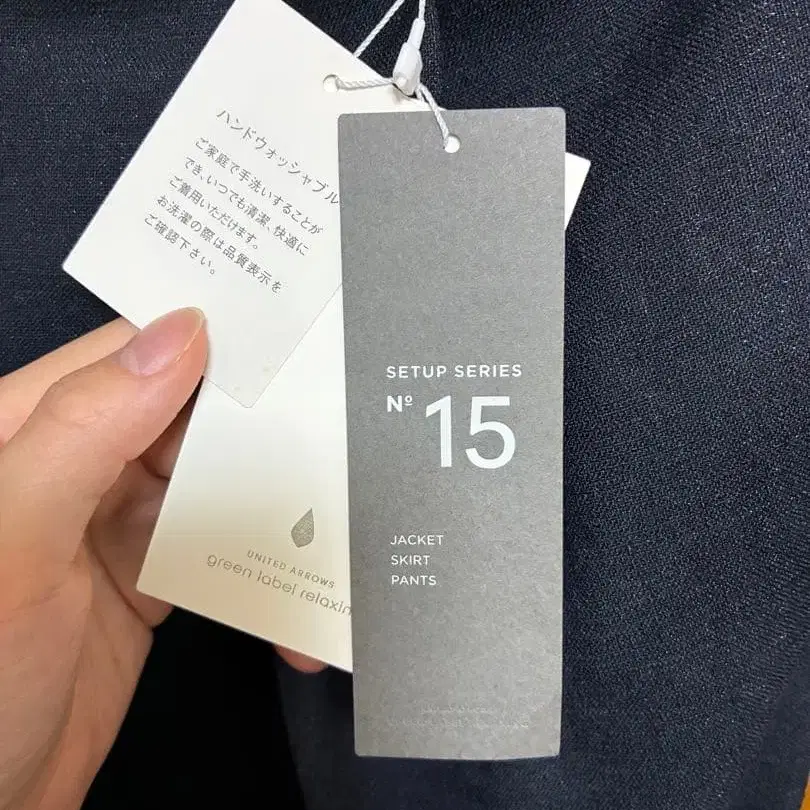 ハンドウォッシャブル
ご家庭で手洗いすることが
でき、いつでも清潔、快適に
ご着用いただけます。
お洗濯の際は品質表示を
ご確認下さい。
SETUP SERIES
Nº 15
JACKET
SKIRT
PANTS
UNITED ARROWS
green label relaxin